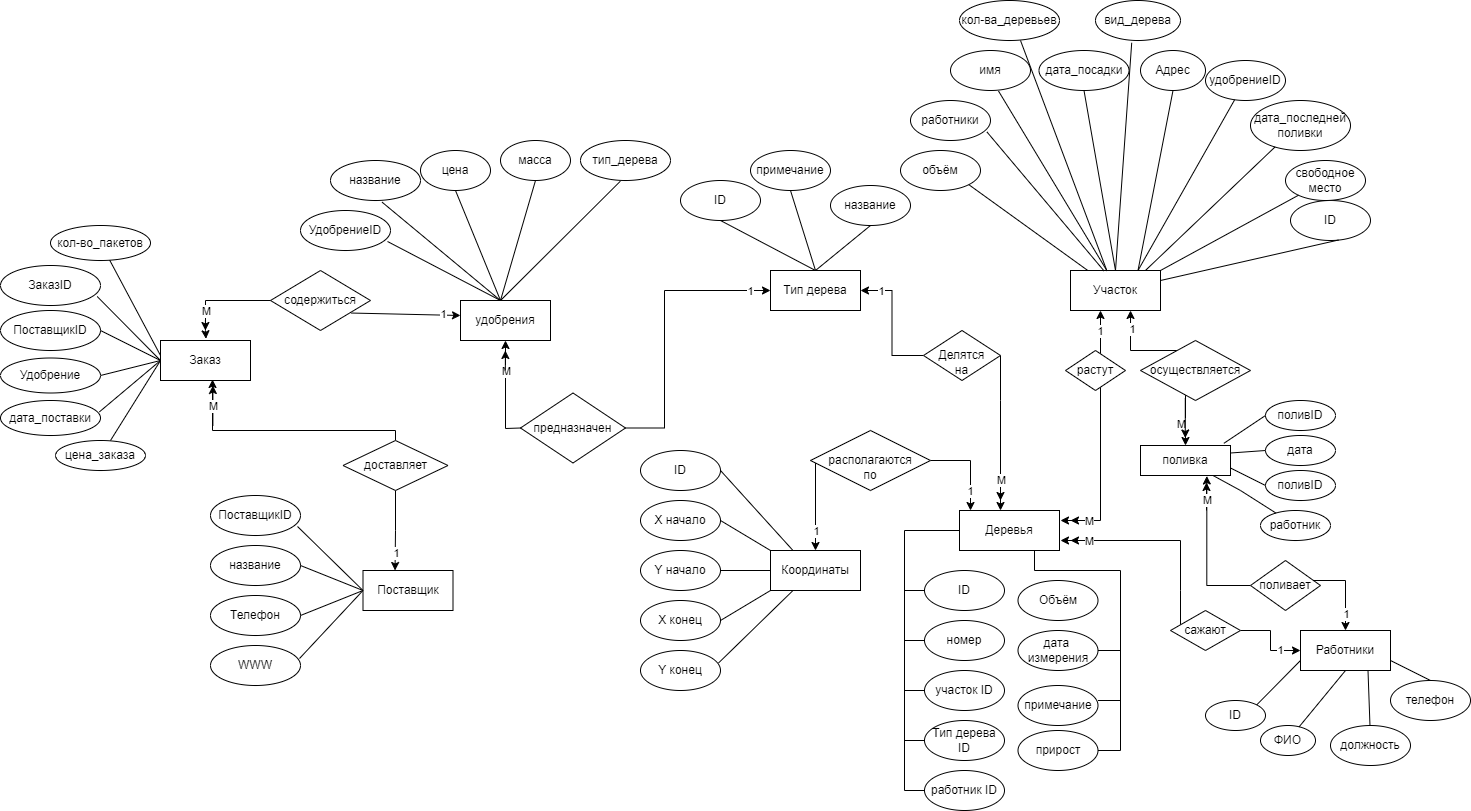 кол-ва_деревьев
вид_дерева
имя
дата_посадки
Адрес
удобрениеID
работники
дата_последней
поливки
объём
свободное
место
ID
название
цена
масса
тип_дерева
УдобрениеID
ID
примечание
название
кол-во_пакетов
ЗаказID
ПоставщикID
Удобрение
дата_поставки
цена_заказа
содержиться
М
1
удобрения
Заказ
М
Тип дерева
1
1
Участок
1
1
М
предназначен
Делятся
на
М
растут
М
осуществляется
М
поливка
поливID
дата
поливID
работник
М
доставляет
1
ПоставщикID
название
Телефон
WWW
Поставщик
располагаются
по
1
1
ID
X начало
Y начало
X конец
Y конец
Координаты
Деревья
М
ID
номер
участок ID
Тип дерева
ID
работник ID
Объём
дата
измерения
примечание
прирост
поливает
1
сажают
1
Работники
ID
ФИО
должность
телефон